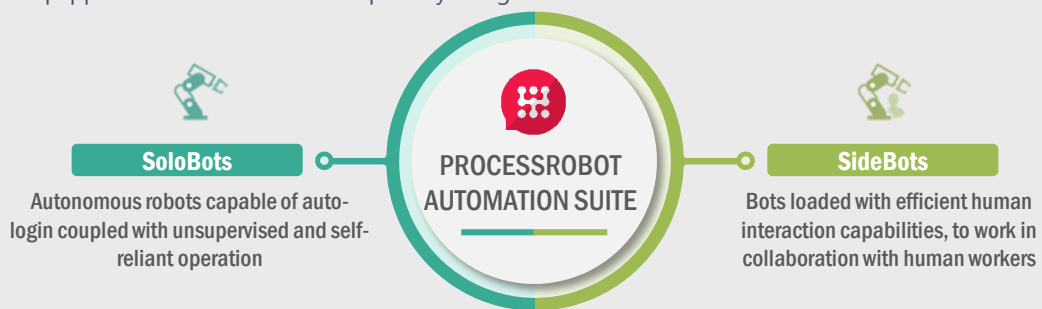 SoloBots
Autonomous robots capable of auto-
login coupled with unsupervised and self-
reliant operation
PROCESSROBOT
AUTOMATION SUITE
SideBots
Bots loaded with efficient human
interaction capabilities, to work in
collaboration with human workers